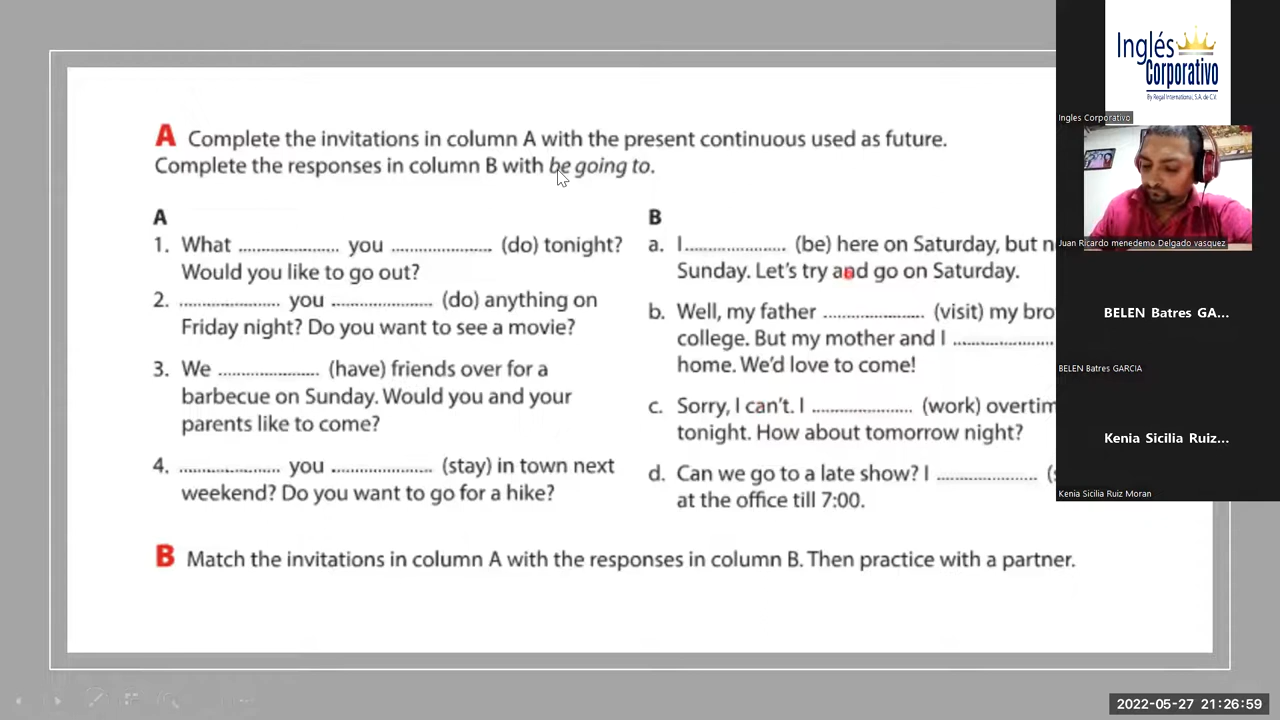 A Complete the invitations in column A with the present continuous used as future.
Complete the responses in column B with be going to.
A
1. What .................... you .................... (do) tonight?
Would you like to go out?
2. .................... you .................... (do) anything on
Friday night? Do you want to see a movie?
3. We .................... (have) friends over for a
barbecue on Sunday. Would you and your
parents like to come?
4. .................... you .................... (stay) in town next
weekend? Do you want to go for a hike?
B
a. I.................... (be) here on Saturday, but n
Sunday. Let's try and go on Saturday.
b. Well, my father .................... (visit) my bro
college. But my mother and I ....................
home. We'd love to come!
c. Sorry, I can't. I .................... (work) overtim
tonight. How about tomorrow night?
d. Can we go to a late show? I .................... (
at the office till 7:00.
B Match the invitations in column A with the responses in column B. Then practice with a partner.
Inglés
Corporativo
By Regal International, S.A. de C.V.
Ingles Corporativo
Juan Ricardo menedemo Delgado vasquez
BELEN Batres GA...
BELEN Batres GARCIA
Kenia Sicilia Ruiz...
Kenia Sicilia Ruiz Moran
2022-05-27 21:26:59